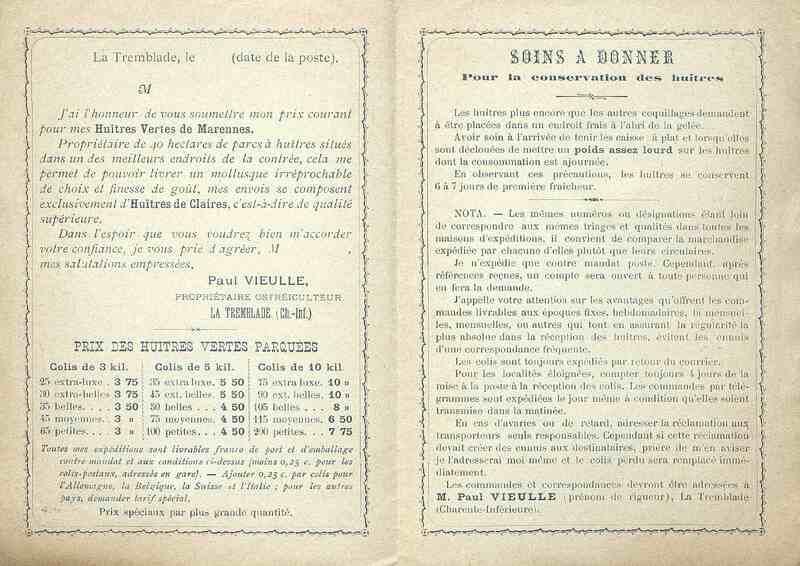 La Tremblade, le (date de la poste).
M
J'ai l'honneur de vous soumettre mon prix courant
pour mes Huîtres Vertes de Marennes.
Propriétaire de 40 hectares de parcs à huîtres situés
dans un des meilleurs endroits de la contrée, cela me
permet de pouvoir livrer un mollusque irréprochable
de choix et finesse de goût, mes envois se composent
exclusivement d'Huîtres de Claires, c'est-à-dire de qualité
supérieure.
Dans l'espoir que vous voudrez bien m'accorder
votre confiance, je vous prie d'agréer, M ,
mes salutations empressées,
Paul VIEULLE,
PROPRIÉTAIRE OSTRÉICULTEUR
LA TREMBLADE (Ch.-Inf.)
PRIX DES HUITRES VERTES PARQUÉES
Colis de 3 kil. Colis de 5 kil. Colis de 10 kil
25 extra-luxe . 3 75 35 extra luxe. 5 50 75 extra-luxe. 10 »
30 extra-belles 3 75 45 ext. belles. 5 50 90 ext. belles. 10 »
35 belles. . . . 3 50 50 belles . . . 4 50 105 belles . . . 8 »
45 moyennes. . 3 » 75 moyennes. 4 50 115 moyennes. 6 50
65 petites. . . . 3 » 100 petites. . . 4 50 200 petites. . . 7 75
Toutes mes expéditions sont livrables franco de port et d'emballage
contre mandat et aux conditions ci-dessus (moins 0,25 c. pour les
colis-postaux, adressés en gare). — Ajouter 0,25 c. par colis pour
l'Allemagne, la Belgique, la Suisse et l'Italie ; pour les autres
pays, demander tarif spécial.
Prix spéciaux par plus grande quantité.
SOINS A DONNER
Pour la conservation des huîtres
Les huîtres plus encore que les autres coquillages demandent
à être placées dans un endroit frais à l'abri de la gelée.
Avoir soin à l'arrivée de tenir les caisse à plat et lorsqu'elles
sont déclouées de mettre un poids assez lourd sur les huîtres
dont la consommation est ajournée.
En observant ces précautions, les huîtres se conservent
6 à 7 jours de première fraîcheur.
NOTA. — Les mêmes numéros ou désignations étant loin
de correspondre aux mêmes triages et qualités dans toutes les
maisons d'expéditions, il convient de comparer la marchandise
expédiée par chacune d'elles plutôt que leurs circulaires.
Je n'expédie que contre mandat poste. Cependant, après
références reçues, un compte sera ouvert à toute personne qui
en fera la demande.
J'appelle votre attention sur les avantages qu'offrent les com-
mandes livrables aux époques fixes, hebdomadaires, bi mensuel-
les, mensuelles, ou autres qui tout en assurant la régularité la
plus absolue dans la réception des huîtres, évitent les ennuis
d'une correspondance fréquente.
Les colis sont toujours expédiés par retour du courrier.
Pour les localités éloignées, compter toujours 4 jours de la
mise à la poste à la réception des colis. Les commandes par télé-
grammes sont expédiées le jour même à condition qu'elles soient
transmise dans la matinée.
En cas d'avaries ou de retard, adresser la réclamation aux
transporteurs seuls responsables. Cependant si cette réclamation
devait créer des ennuis aux destinataires, prière de m'en aviser
je l'adresserai moi même et le colis perdu sera remplacé immé-
diatement.
Les commandes et correspondances devront être adressées à
M. Paul VIEULLE (prénom de rigueur), La Tremblade
(Charente-Inférieure).